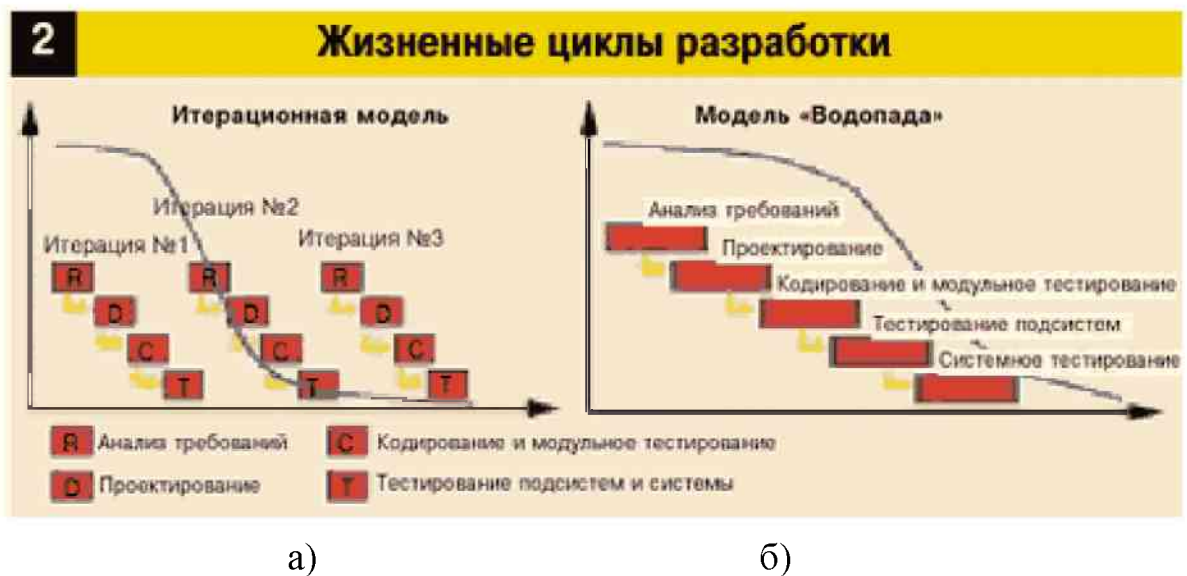 2 Жизненные циклы разработки
Итерационная модель
Итерация №2
Итерация №1
Итерация №3
R R R
D D D
C C C
T T T
R Анализ требований
C Кодирование и модульное тестирование
D Проектирование
T Тестирование подсистем и системы
Модель «Водопада»
Анализ требований
Проектирование
Кодирование и модульное тестирование
Тестирование подсистем
Системное тестирование
а) б)